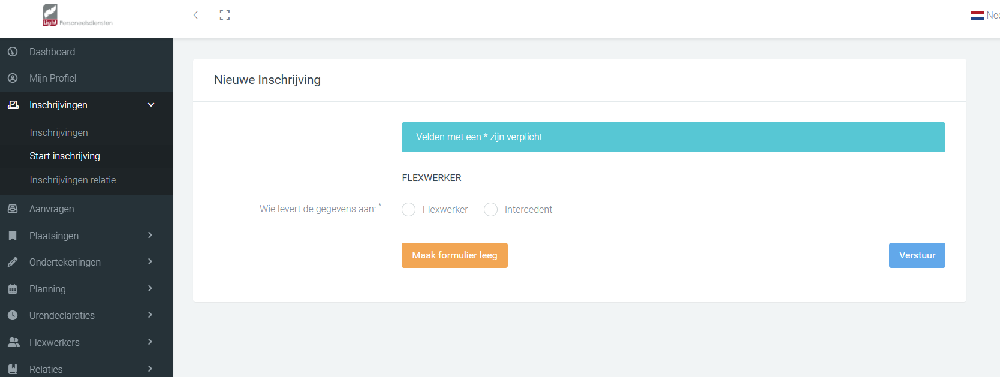 Light Personeelsdiensten
Ned
Dashboard
Mijn Profiel
Inschrijvingen
Inschrijvingen
Start inschrijving
Inschrijvingen relatie
Aanvragen
Plaatsingen
Ondertekeningen
Planning
Urendeclaraties
Flexwerkers
Relaties
Nieuwe Inschrijving
Velden met een * zijn verplicht
FLEXWERKER
Wie levert de gegevens aan: *
Flexwerker
Intercedent
Maak formulier leeg
Verstuur